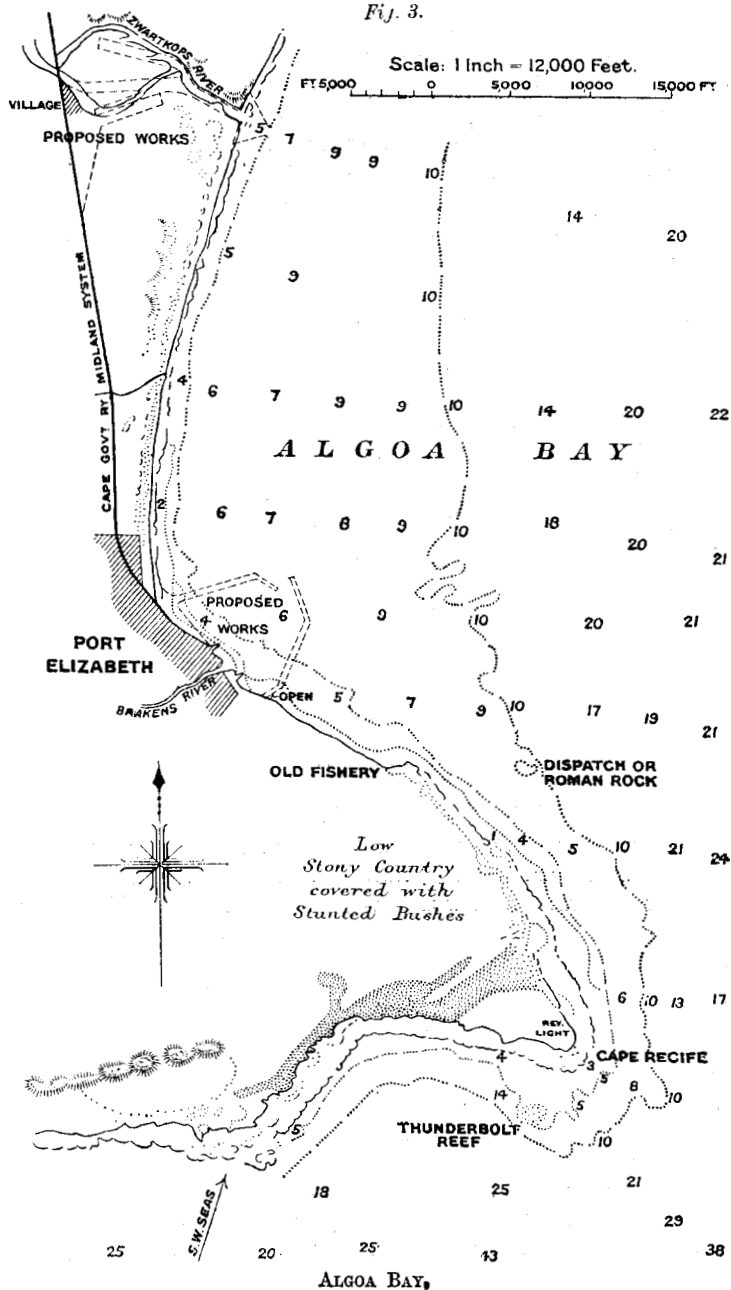 Fig. 3.
ZWARTKOPS RIVER
Scale: 1 Inch = 12,000 Feet.
FT 5,000 0 5000 10000 15,000 FT
VILLAGE
PROPOSED WORKS
5 7 9 9 10
14 20
5 9 10
CAPE GOVT RY MIDLAND SYSTEM
4 6 7 9 9 10 14 20 22
ALGOA BAY
2 6 7 8 9 10 18 20 21
PROPOSED
WORKS
4 6 9 10 20 21
PORT
ELIZABETH
BRAKENS RIVER
OPEN
5 7 9 10 17 19 21
OLD FISHERY
DISPATCH OR
ROMAN ROCK
1 4 5 10 21 24
Low
Stony Country
covered with
Stunted Bushes
6 10 13 17
REV. LIGHT
4 3 CAPE RECIFE
5 8 10
14 5
THUNDERBOLT
REEF
5 10
S.W. SEAS
18 25 21
29
25 20 25 43 38
ALGOA BAY,